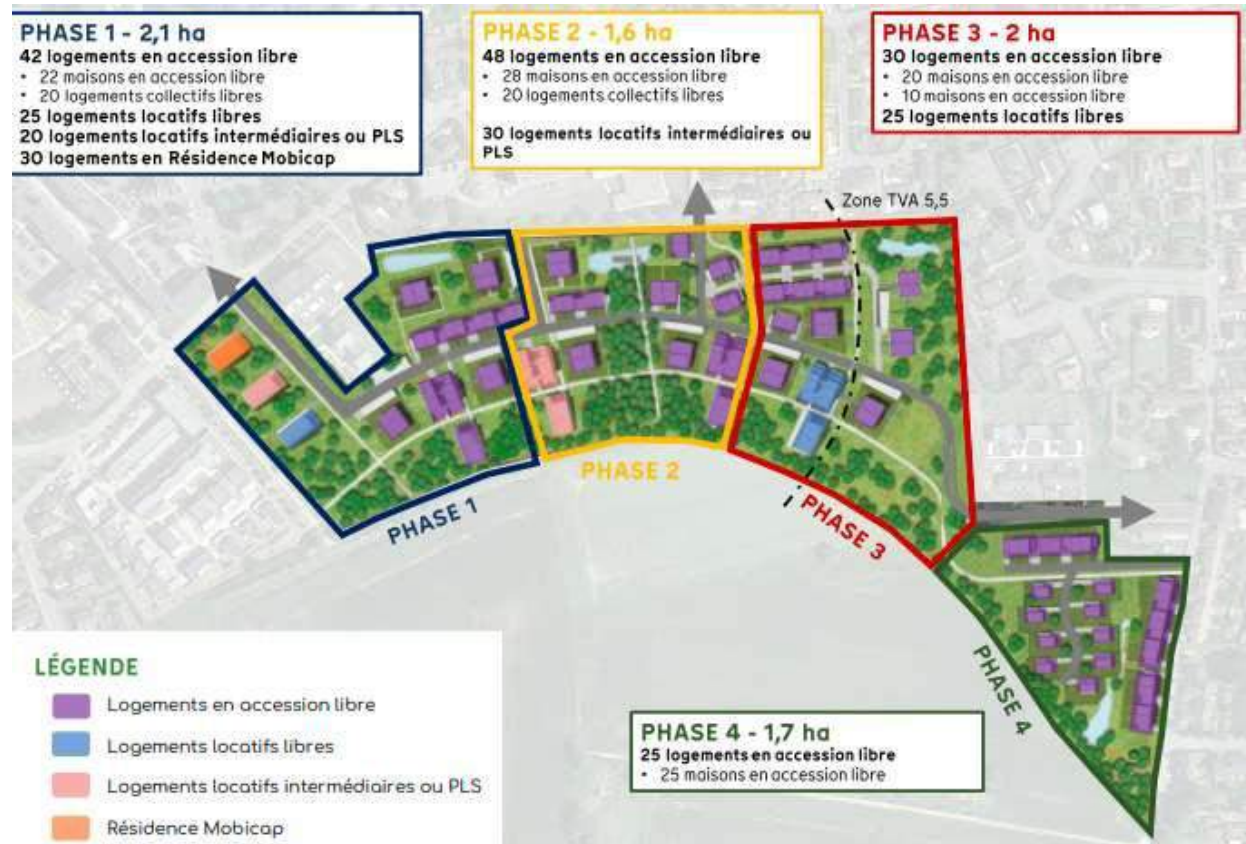 PHASE 1 - 2,1 ha
42 logements en accession libre
• 22 maisons en accession libre
• 20 logements collectifs libres
25 logements locatifs libres
20 logements locatifs intermédiaires ou PLS
30 logements en Résidence Mobicap
PHASE 2 - 1,6 ha
48 logements en accession libre
• 28 maisons en accession libre
• 20 logements collectifs libres
30 logements locatifs intermédiaires ou
PLS
PHASE 3 - 2 ha
30 logements en accession libre
• 20 maisons en accession libre
• 10 maisons en accession libre
25 logements locatifs libres
Zone TVA 5,5
PHASE 1
PHASE 2
PHASE 3
PHASE 4
PHASE 4 - 1,7 ha
25 logements en accession libre
• 25 maisons en accession libre
LÉGENDE
Logements en accession libre
Logements locatifs libres
Logements locatifs intermédiaires ou PLS
Résidence Mobicap